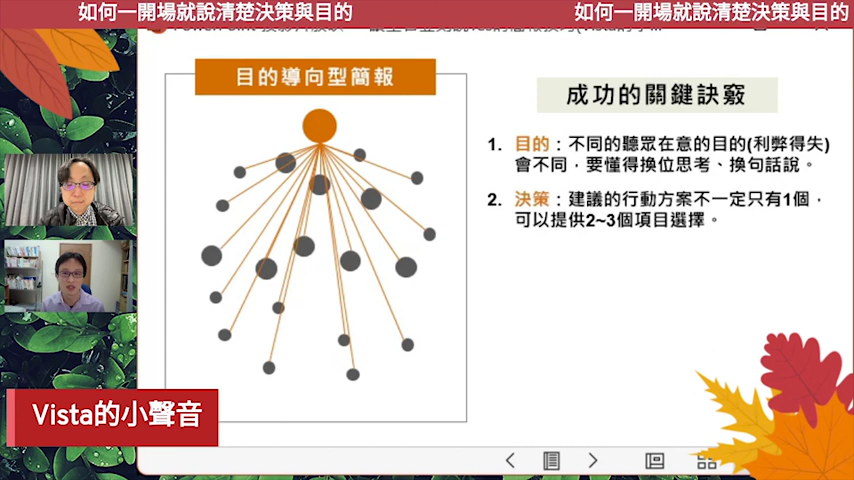 如何一開場就說清楚決策與目的
如何一開場就說清楚決策與目的
目的導向型簡報
成功的關鍵訣竅
1. 目的：不同的聽眾在意的目的(利弊得失)
會不同，要懂得換位思考、換句話說。
2. 決策：建議的行動方案不一定只有1個，
可以提供2~3個項目選擇。
Vista的小聲音